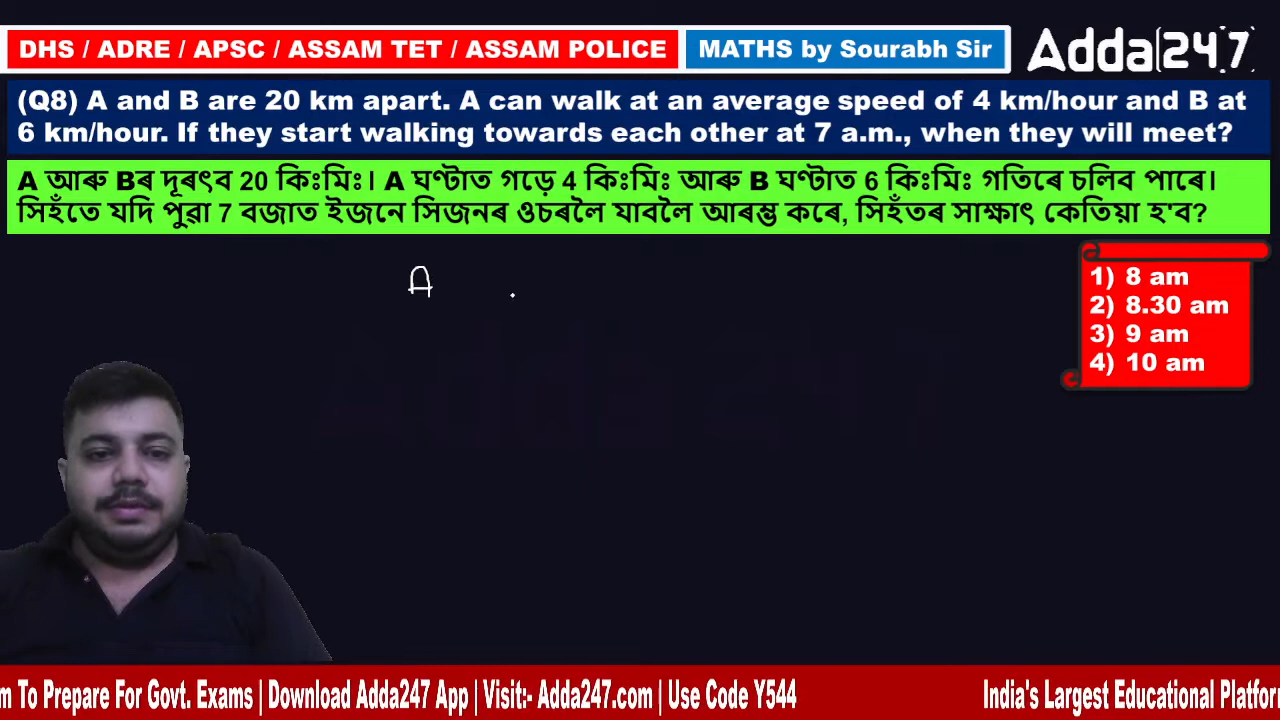 DHS / ADRE / APSC / ASSAM TET / ASSAM POLICE
MATHS by Sourabh Sir
Adda 247
(Q8) A and B are 20 km apart. A can walk at an average speed of 4 km/hour and B at
6 km/hour. If they start walking towards each other at 7 a.m., when they will meet?
A আৰু Bৰ দূৰৎব 20 কিঃমিঃ। A ঘণ্টাত গড়ে 4 কিঃমিঃ আৰু B ঘণ্টাত 6 কিঃমিঃ গতিৰে চলিব পাৰে।
সিহঁতে যদি পুৱা 7 বজাত ইজনে সিজনৰ ওচৰলৈ যাবলৈ আৰম্ভ কৰে, সিহঁতৰ সাক্ষাৎ কেতিয়া হ'ব?
A
1) 8 am
2) 8.30 am
3) 9 am
4) 10 am
m To Prepare For Govt. Exams | Download Adda247 App | Visit:- Adda247.com | Use Code Y544
India's Largest Educational Platfor